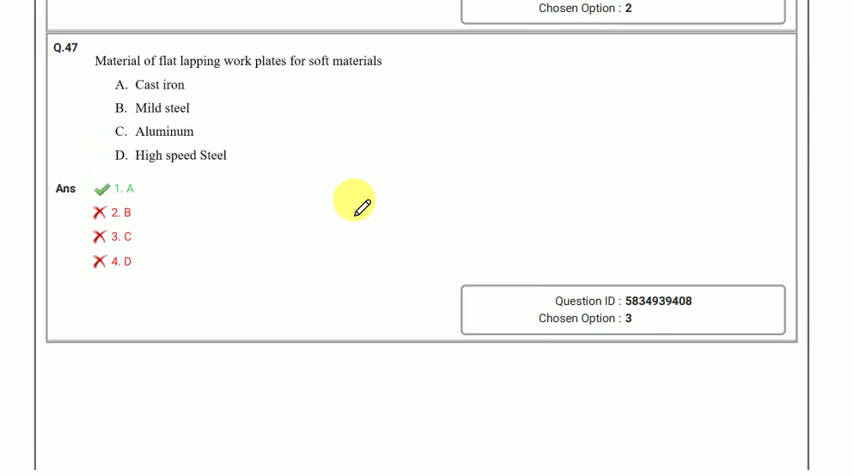 Chosen Option : 2
Q.47
Material of flat lapping work plates for soft materials
A. Cast iron
B. Mild steel
C. Aluminum
D. High speed Steel
Ans 1. A
2. B
3. C
4. D
Question ID : 5834939408
Chosen Option : 3